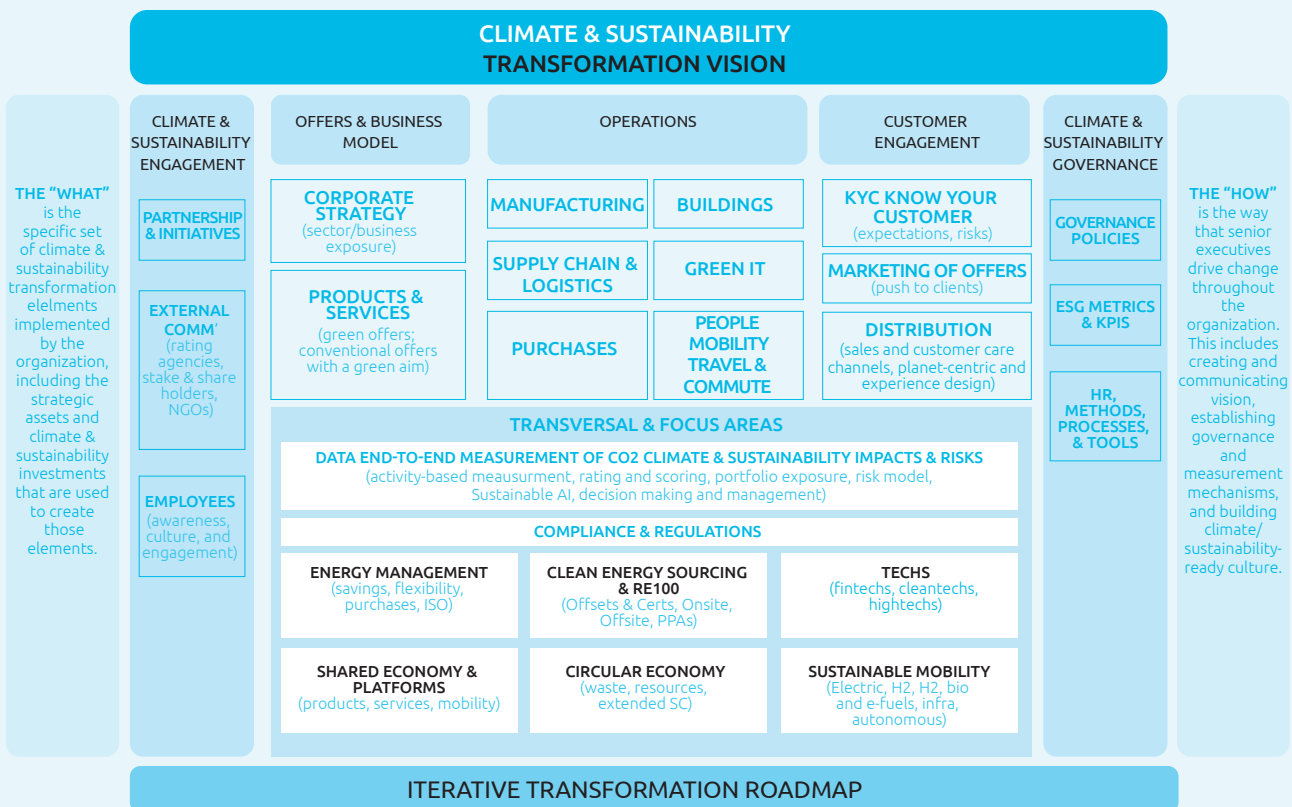 CLIMATE & SUSTAINABILITY
TRANSFORMATION VISION
THE “WHAT”
is the
specific set
of climate &
sustainability
transformation
elelments
implemented
by the
organization,
including the
strategic
assets and
climate &
sustainability
investments
that are used
to create
those
elements.
CLIMATE &
SUSTAINABILITY
ENGAGEMENT
PARTNERSHIP
& INITIATIVES
EXTERNAL
COMM’
(rating
agencies,
stake & share
holders,
NGOs)
EMPLOYEES
(awareness,
culture, and
engagement)
OFFERS & BUSINESS
MODEL
CORPORATE
STRATEGY
(sector/business
exposure)
PRODUCTS &
SERVICES
(green offers;
conventional offers
with a green aim)
OPERATIONS
MANUFACTURING
BUILDINGS
SUPPLY CHAIN &
LOGISTICS
GREEN IT
PURCHASES
PEOPLE
MOBILITY
TRAVEL &
COMMUTE
CUSTOMER
ENGAGEMENT
KYC KNOW YOUR
CUSTOMER
(expectations, risks)
MARKETING OF OFFERS
(push to clients)
DISTRIBUTION
(sales and customer care
channels, planet-centric and
experience design)
TRANSVERSAL & FOCUS AREAS
DATA END-TO-END MEASUREMENT OF CO2 CLIMATE & SUSTAINABILITY IMPACTS & RISKS
(activity-based meausurment, rating and scoring, portfolio exposure, risk model,
Sustainable AI, decision making and management)
COMPLIANCE & REGULATIONS
ENERGY MANAGEMENT
(savings, flexibility,
purchases, ISO)
CLEAN ENERGY SOURCING
& RE100
(Offsets & Certs, Onsite,
Offsite, PPAs)
TECHS
(fintechs, cleantechs,
hightechs)
SHARED ECONOMY &
PLATFORMS
(products, services, mobility)
CIRCULAR ECONOMY
(waste, resources,
extended SC)
SUSTAINABLE MOBILITY
(Electric, H2, H2, bio
and e-fuels, infra,
autonomous)
CLIMATE &
SUSTAINABILITY
GOVERNANCE
GOVERNANCE
POLICIES
ESG METRICS
& KPIS
HR,
METHODS,
PROCESSES,
& TOOLS
THE “HOW”
is the way
that senior
executives
drive change
throughout
the
organization.
This includes
creating and
communicating
vision,
establishing
governance
and
measurement
mechanisms,
and building
climate/
sustainability-
ready culture.
ITERATIVE TRANSFORMATION ROADMAP